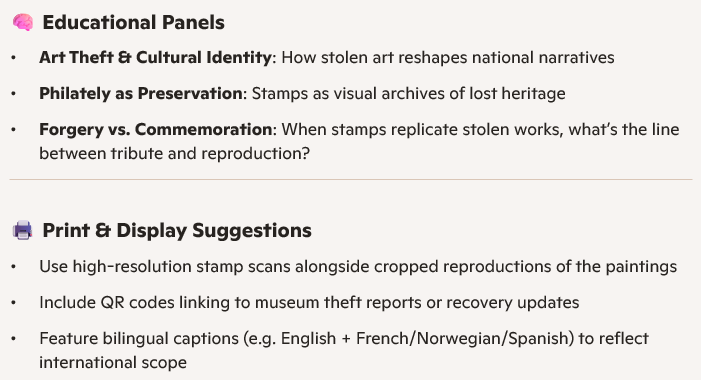 🧠 Educational Panels
• Art Theft & Cultural Identity: How stolen art reshapes national narratives
• Philately as Preservation: Stamps as visual archives of lost heritage
• Forgery vs. Commemoration: When stamps replicate stolen works, what’s the line
between tribute and reproduction?
🖨️ Print & Display Suggestions
• Use high-resolution stamp scans alongside cropped reproductions of the paintings
• Include QR codes linking to museum theft reports or recovery updates
• Feature bilingual captions (e.g. English + French/Norwegian/Spanish) to reflect
international scope